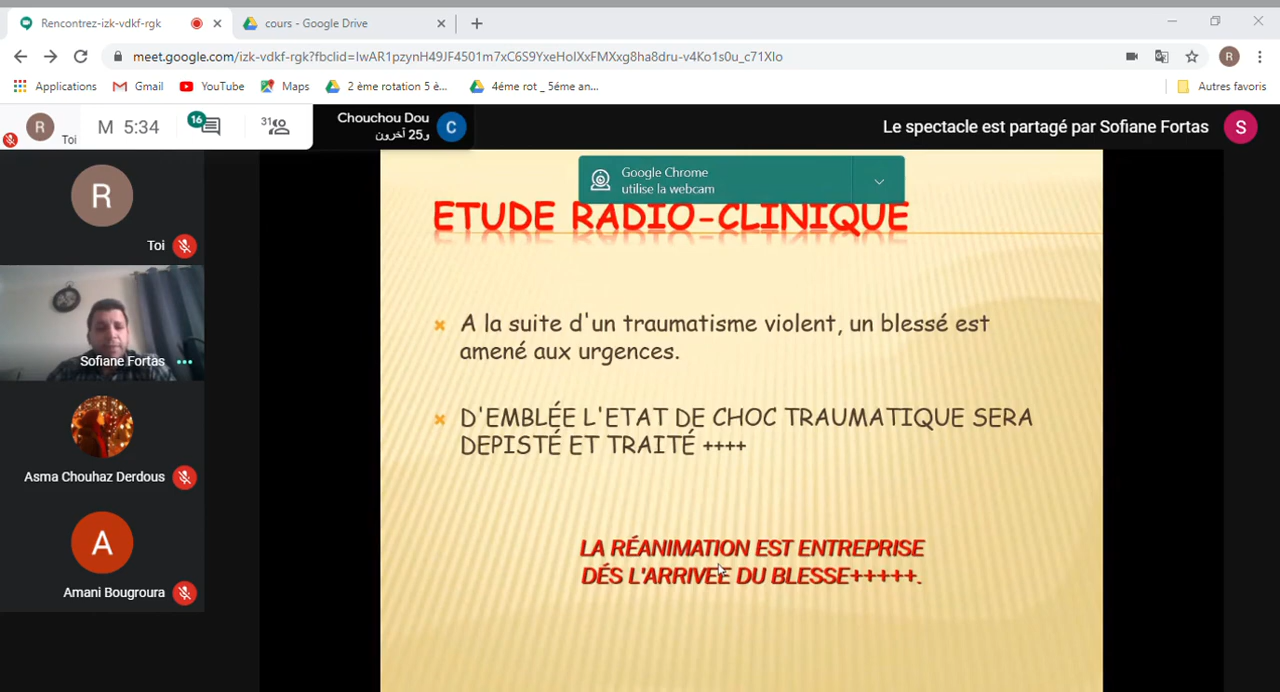 Rencontrez-izk-vdkf-rgk
cours - Google Drive
meet.google.com/izk-vdkf-rgk?fbclid=IwAR1pzynH49JF4501m7xC6S9YxeHoIXxFMXxg8ha8dru-v4Ko1s0u_c71XIo
R
Applications
Gmail
YouTube
Maps
2 ème rotation 5 è...
4éme rot _ 5éme an...
Autres favoris
R
Toi
M 5:34
16
31
Chouchou Dou
و25 آخرون
C
Le spectacle est partagé par Sofiane Fortas
S
Google Chrome
utilise la webcam
R
Toi
Sofiane Fortas
Asma Chouhaz Derdous
A
Amani Bougroura
ETUDE RADIO-CLINIQUE
A la suite d'un traumatisme violent, un blessé est
amené aux urgences.
D'EMBLÉE L'ETAT DE CHOC TRAUMATIQUE SERA
DEPISTÉ ET TRAITÉ ++++
LA RÉANIMATION EST ENTREPRISE
DÉS L'ARRIVEE DU BLESSE+++++.